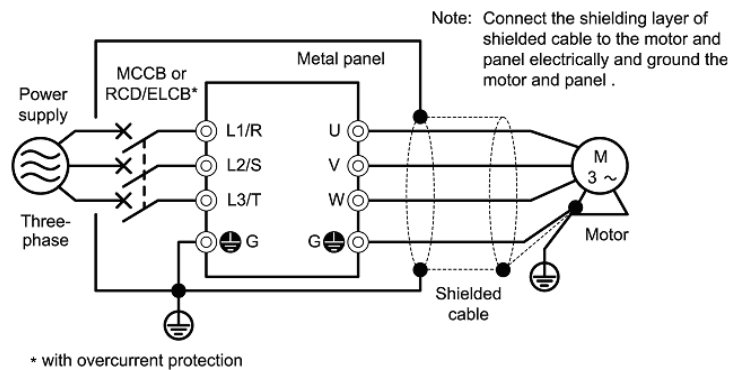 Note: Connect the shielding layer of
shielded cable to the motor and
panel electrically and ground the
motor and panel .
Metal panel
MCCB or
RCD/ELCB*
Power
supply
L1/R
U
L2/S
V
M
3 ~
L3/T
W
Three-
phase
G
G
Motor
Shielded
cable
* with overcurrent protection